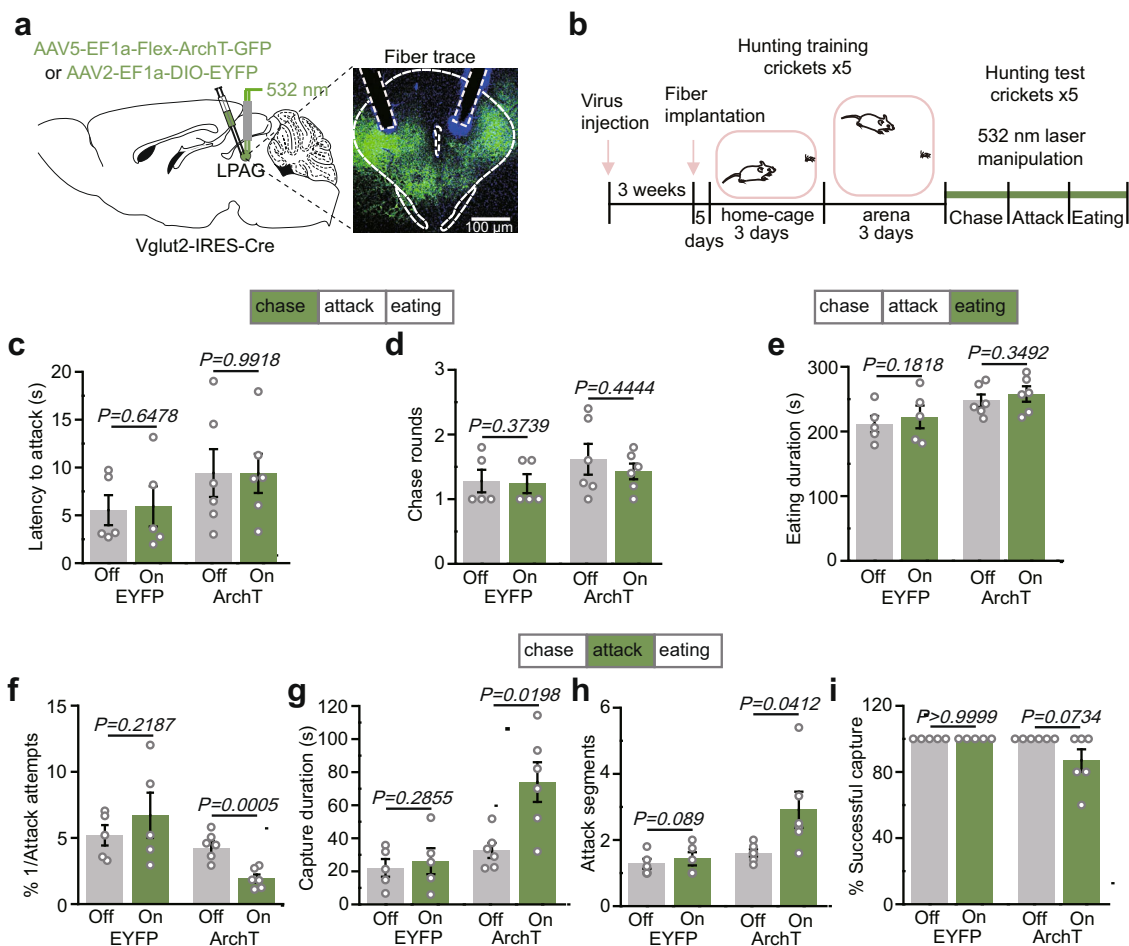 a
AAV5-EF1a-Flex-ArchT-GFP
or AAV2-EF1a-DIO-EYFP
532 nm
LPAG
Vglut2-IRES-Cre
Fiber trace
100 µm
b
Hunting training
crickets x5
Hunting test
crickets x5
Virus
injection
Fiber
implantation
532 nm laser
manipulation
3 weeks
5
days
home-cage
3 days
arena
3 days
Chase
Attack
Eating
chase
attack
eating
chase
attack
eating
c
Latency to attack (s)
20
15
10
5
0
P=0.6478
P=0.9918
Off
On
Off
On
EYFP
ArchT
d
Chase rounds
3
2
1
0
P=0.3739
P=0.4444
Off
On
Off
On
EYFP
ArchT
e
Eating duration (s)
300
200
100
0
P=0.1818
P=0.3492
Off
On
Off
On
EYFP
ArchT
chase
attack
eating
f
% 1/Attack attempts
15
10
5
0
P=0.2187
P=0.0005
Off
On
Off
On
EYFP
ArchT
g
Capture duration (s)
120
100
80
60
40
20
0
P=0.2855
P=0.0198
Off
On
Off
On
EYFP
ArchT
h
Attack segments
6
4
2
0
P=0.089
P=0.0412
Off
On
Off
On
EYFP
ArchT
i
% Successful capture
120
80
40
0
P>0.9999
P=0.0734
Off
On
Off
On
EYFP
ArchT